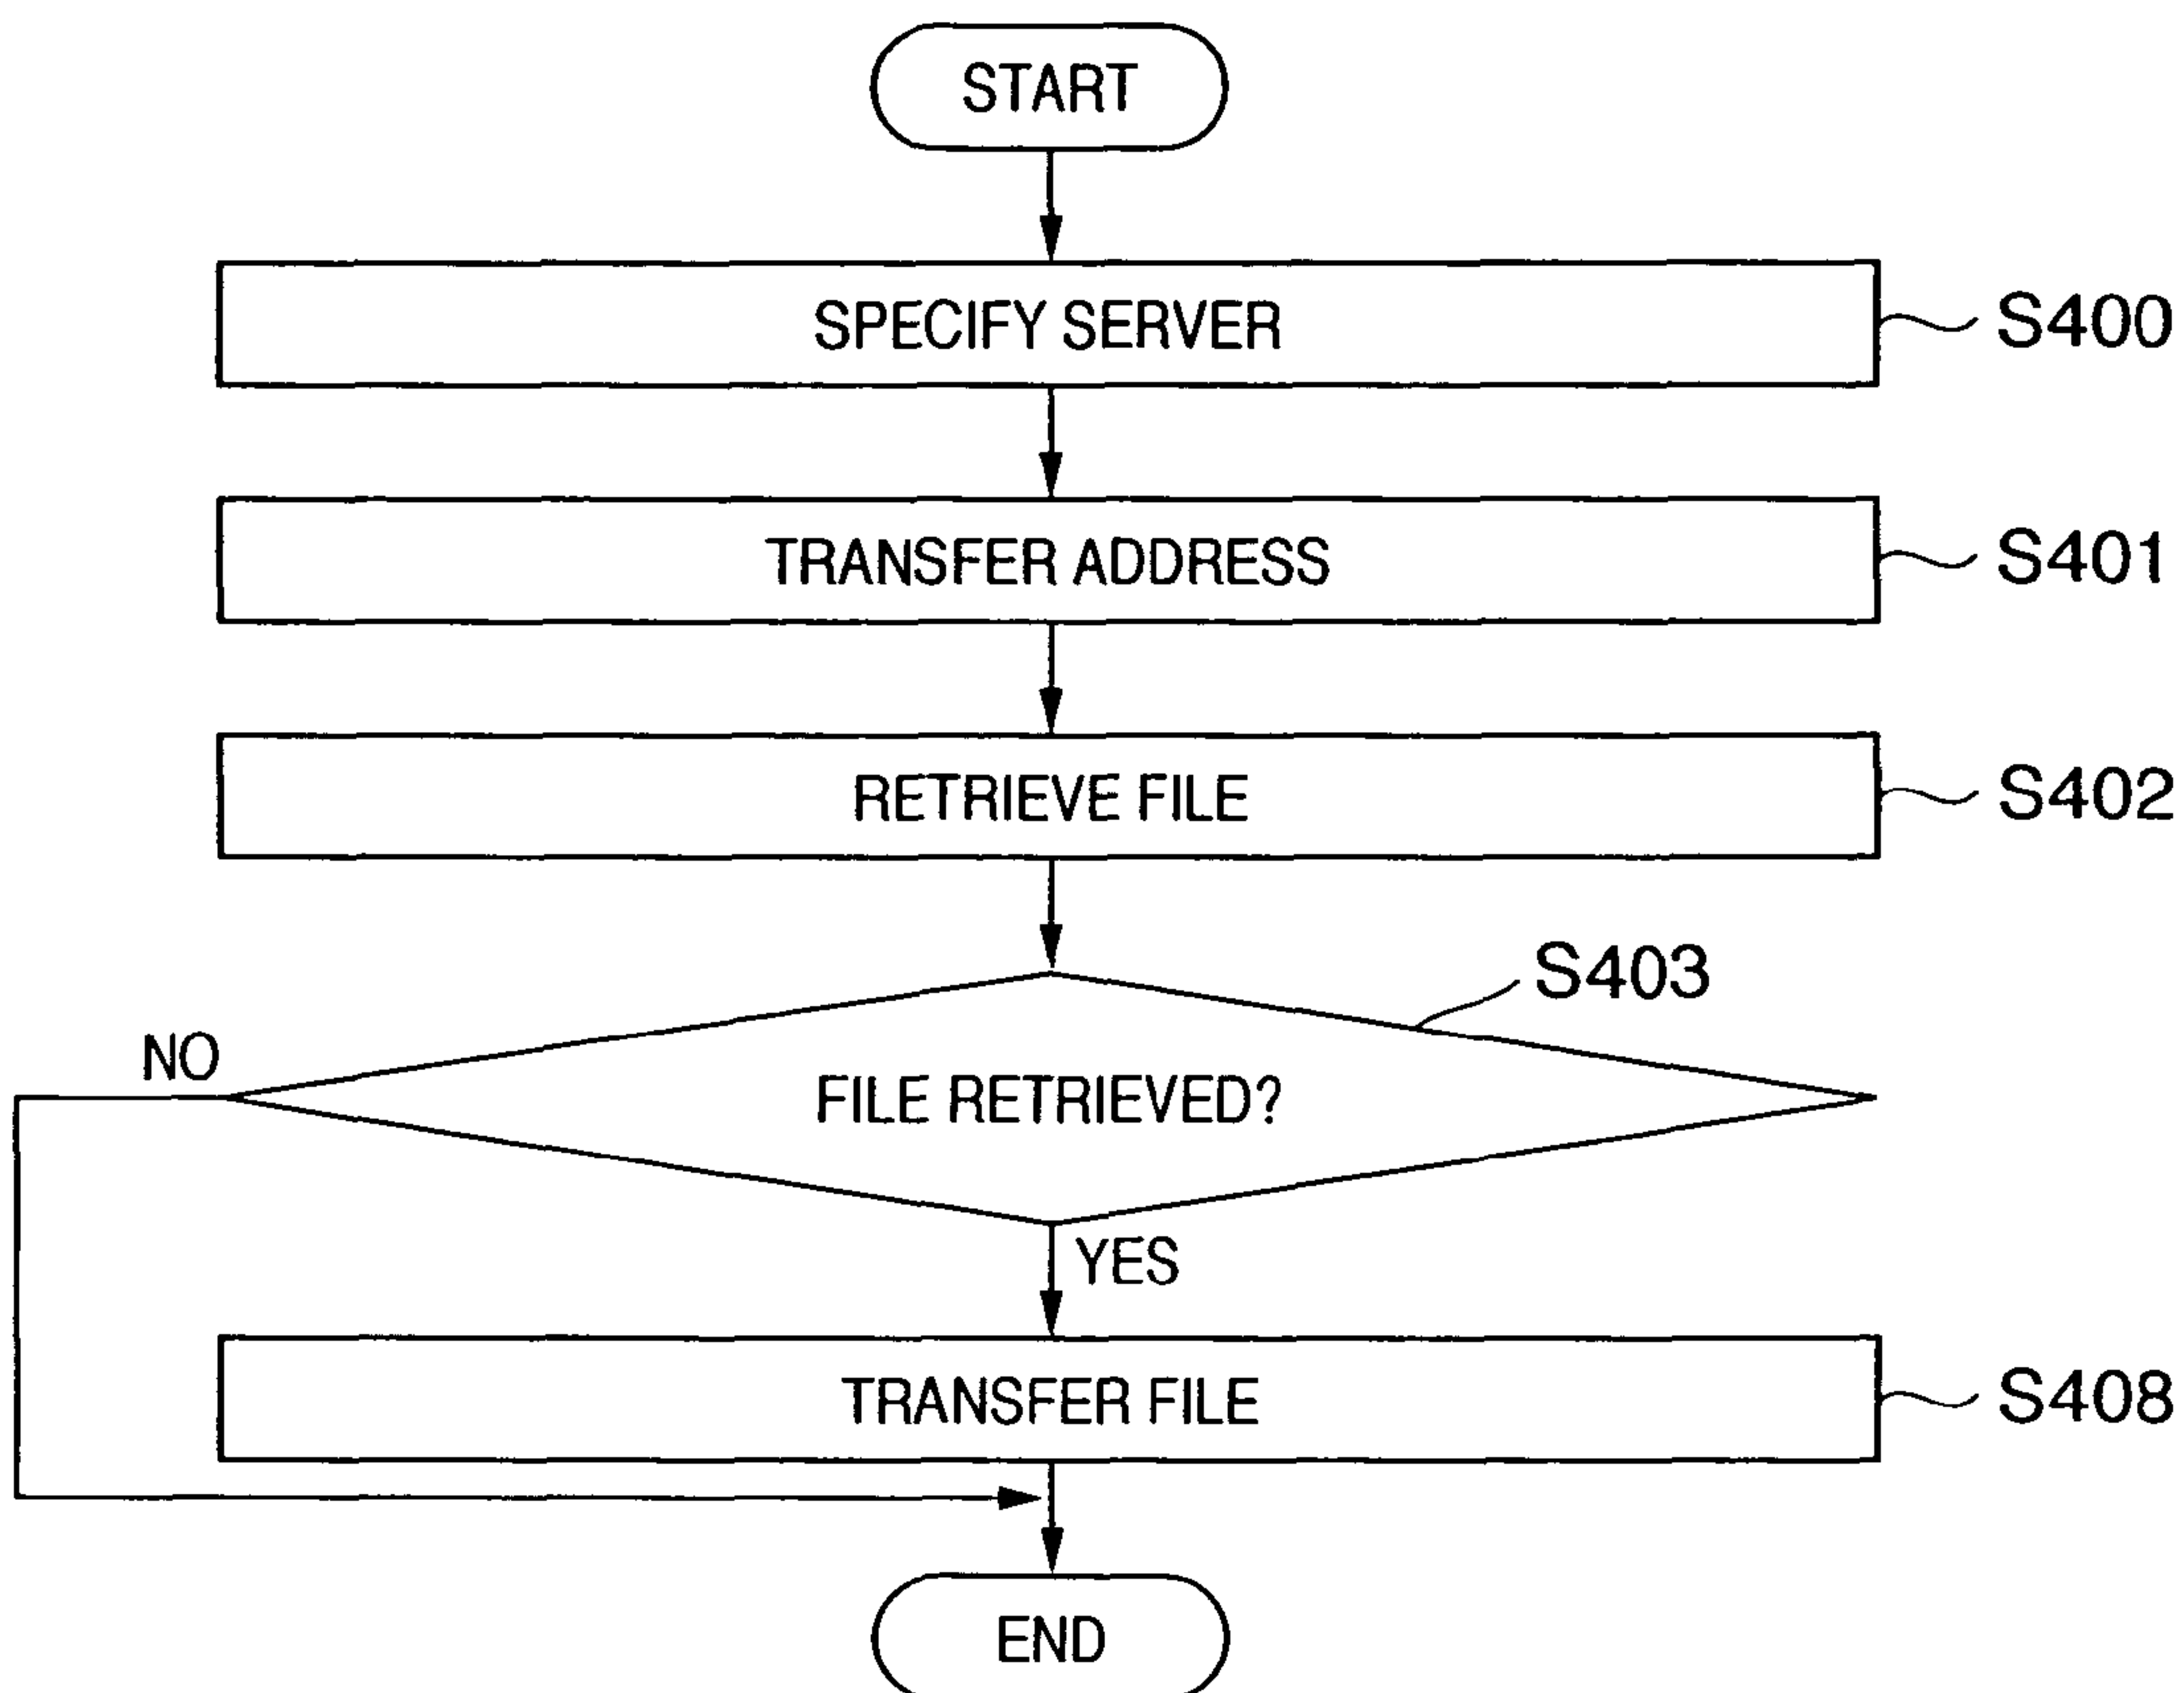 START
SPECIFY SERVER
S400
TRANSFER ADDRESS
S401
RETRIEVE FILE
S402
S403
NO
FILE RETRIEVED?
YES
TRANSFER FILE
S408
END